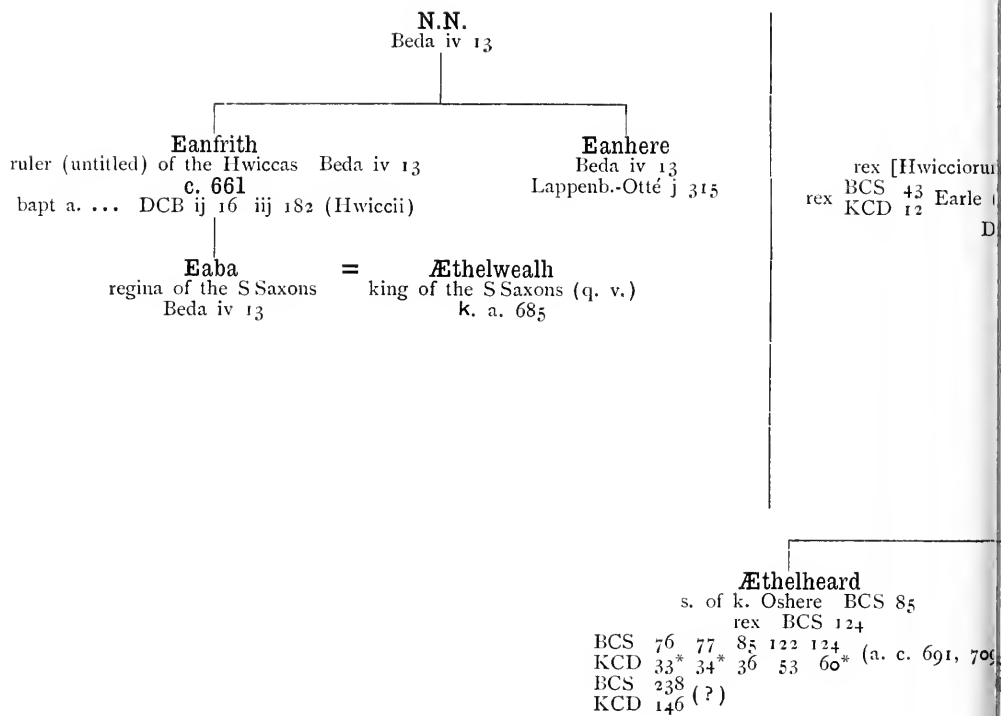 N.N.
Beda iv 13
Eanfrith
ruler (untitled) of the Hwiccas Beda iv 13
c. 661
bapt a. ... DCB ij 16 iij 182 (Hwiccii)
Eanhere
Beda iv 13
Lappenb.-Otté j 315
Eaba
regina of the S Saxons
Beda iv 13
=
Æthelwealh
king of the S Saxons (q. v.)
k. a. 685
rex [Hwicciorum
rex BCS 43 Earle
KCD 12
D
Æthelheard
s. of k. Oshere BCS 85
rex BCS 124
BCS 76 77 85 122 124
KCD 33* 34* 36 53 60* (a. c. 691, 709
BCS 238
KCD 146 (?)